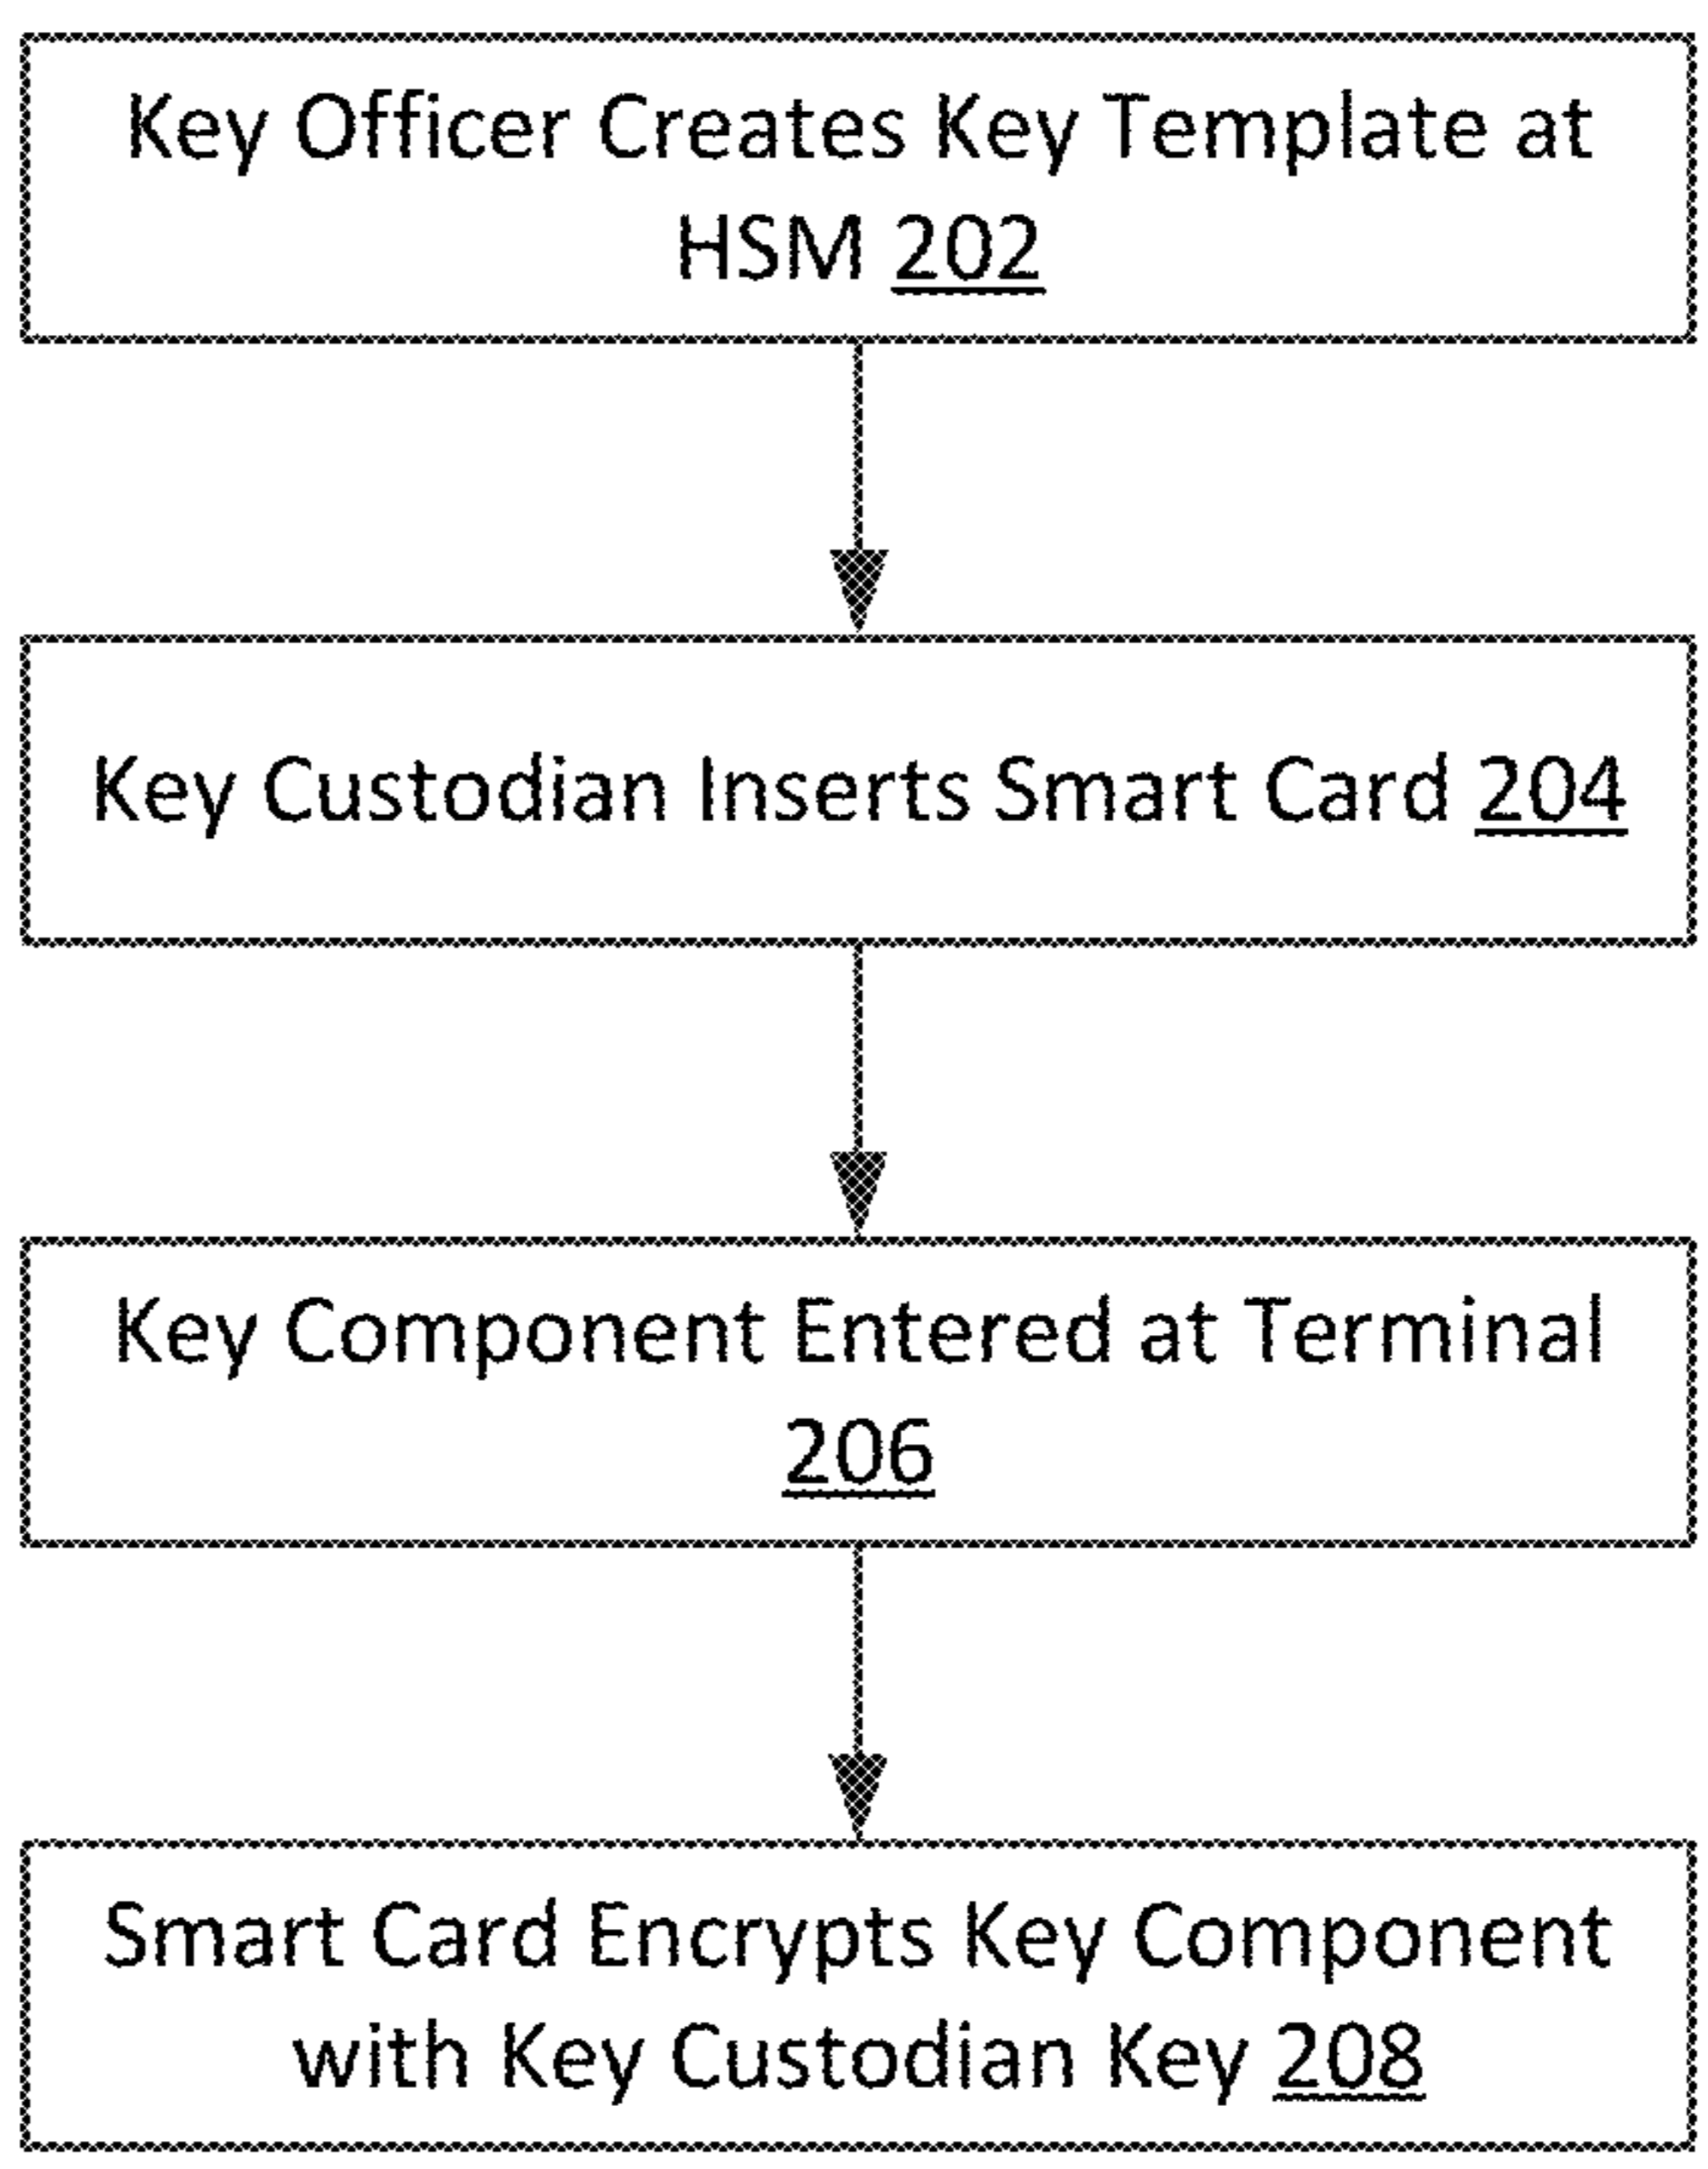 Key Officer Creates Key Template at
HSM 202
Key Custodian Inserts Smart Card 204
Key Component Entered at Terminal
206
Smart Card Encrypts Key Component
with Key Custodian Key 208